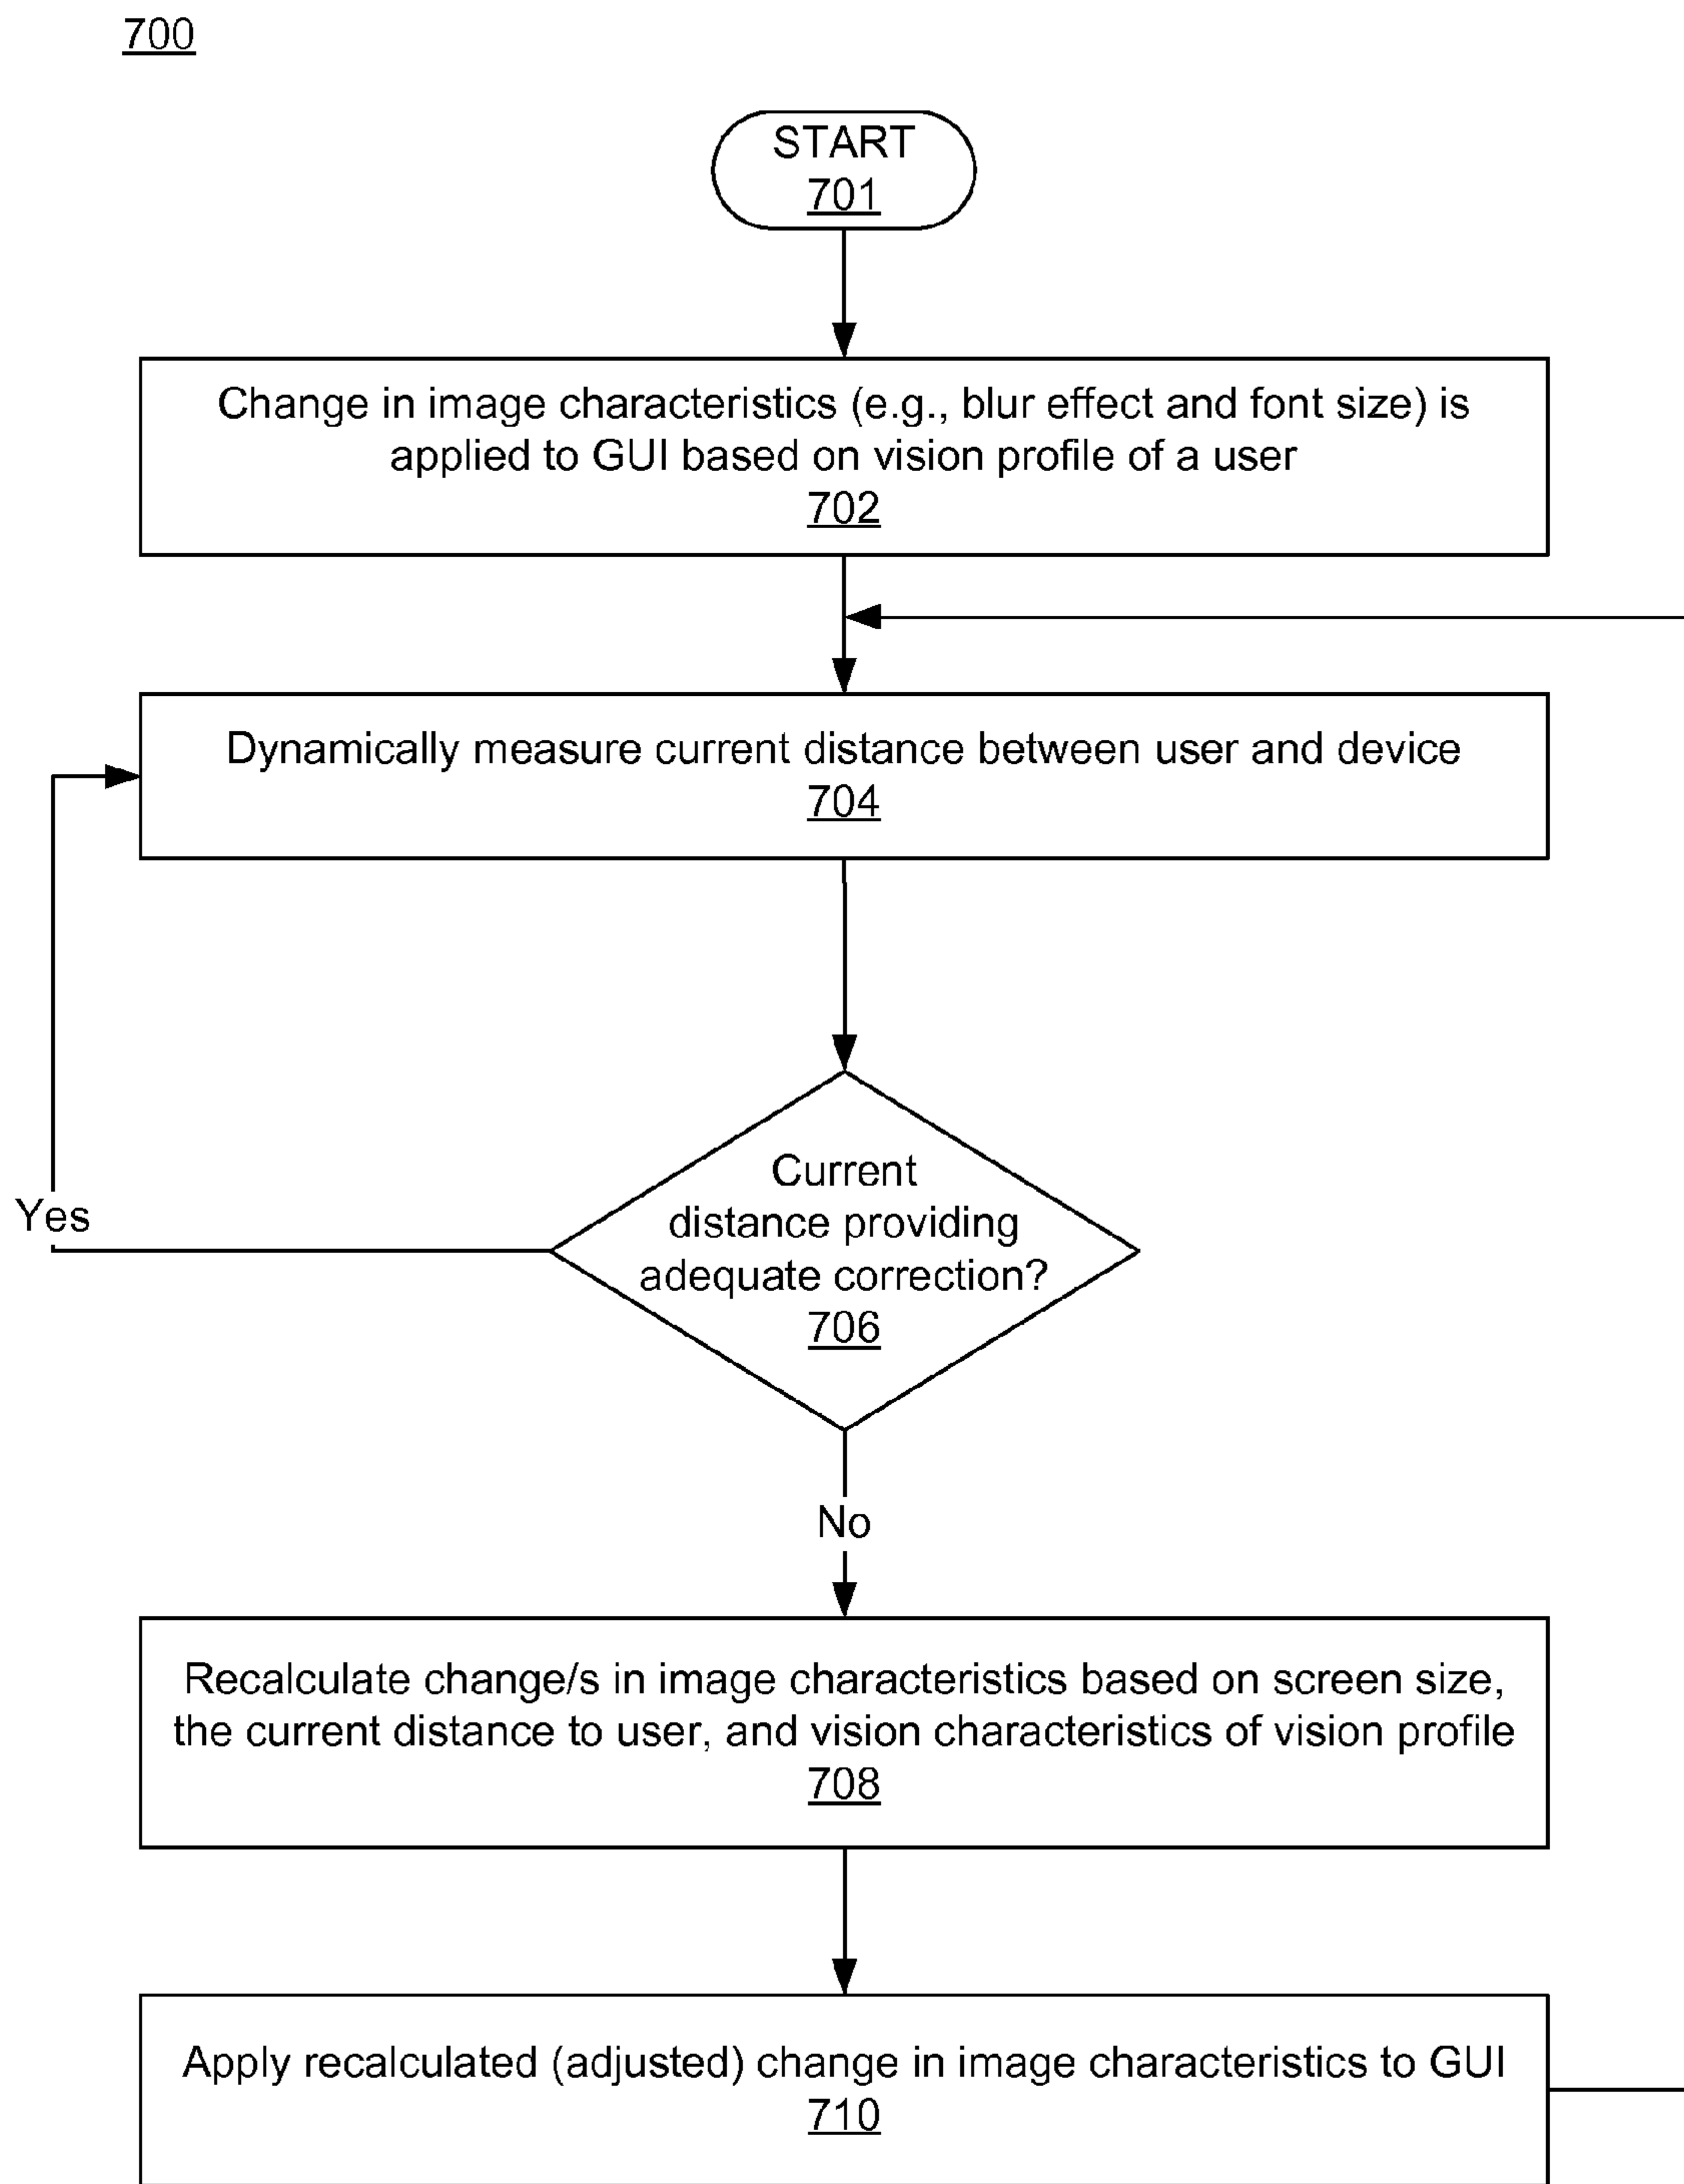 700
START
701
Change in image characteristics (e.g., blur effect and font size) is
applied to GUI based on vision profile of a user
702
Dynamically measure current distance between user and device
704
Current
distance providing
adequate correction?
706
Yes
No
Recalculate change/s in image characteristics based on screen size,
the current distance to user, and vision characteristics of vision profile
708
Apply recalculated (adjusted) change in image characteristics to GUI
710